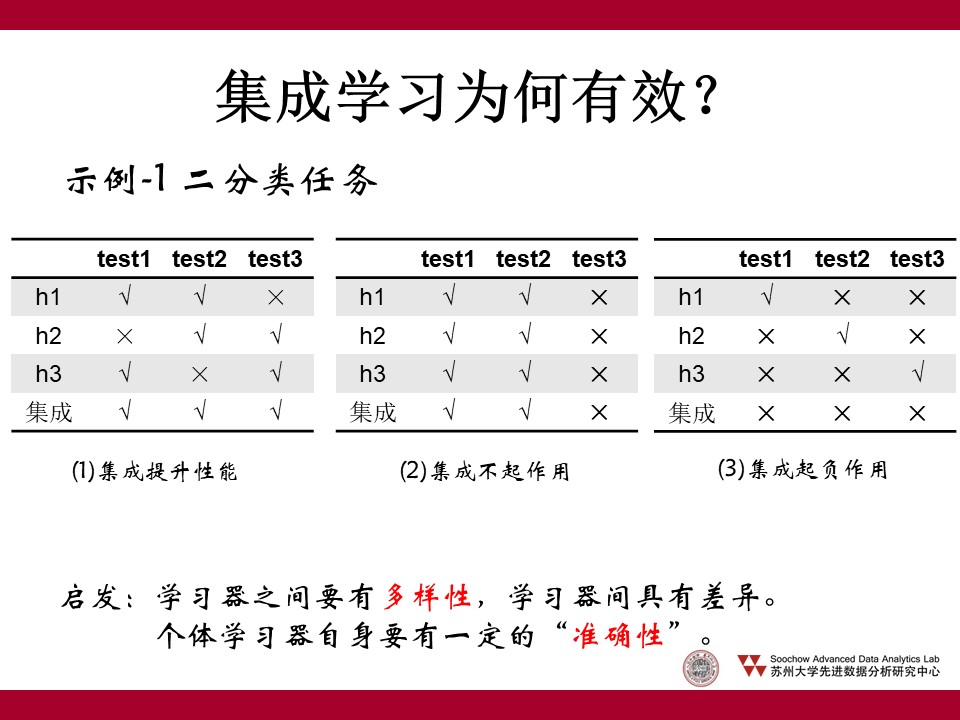 集成学习为何有效？
示例-1 二分类任务
test1 test2 test3
h1 √ √ ×
h2 × √ √
h3 √ × √
集成 √ √ √
(1)集成提升性能
test1 test2 test3
h1 √ √ ×
h2 √ √ ×
h3 √ √ ×
集成 √ √ ×
(2)集成不起作用
test1 test2 test3
h1 √ × ×
h2 × √ ×
h3 × × √
集成 × × ×
(3)集成起负作用
启发：学习器之间要有多样性，学习器间具有差异。
个体学习器自身要有一定的“准确性”。
Soochow Advanced Data Analytics Lab
苏州大学先进数据分析研究中心